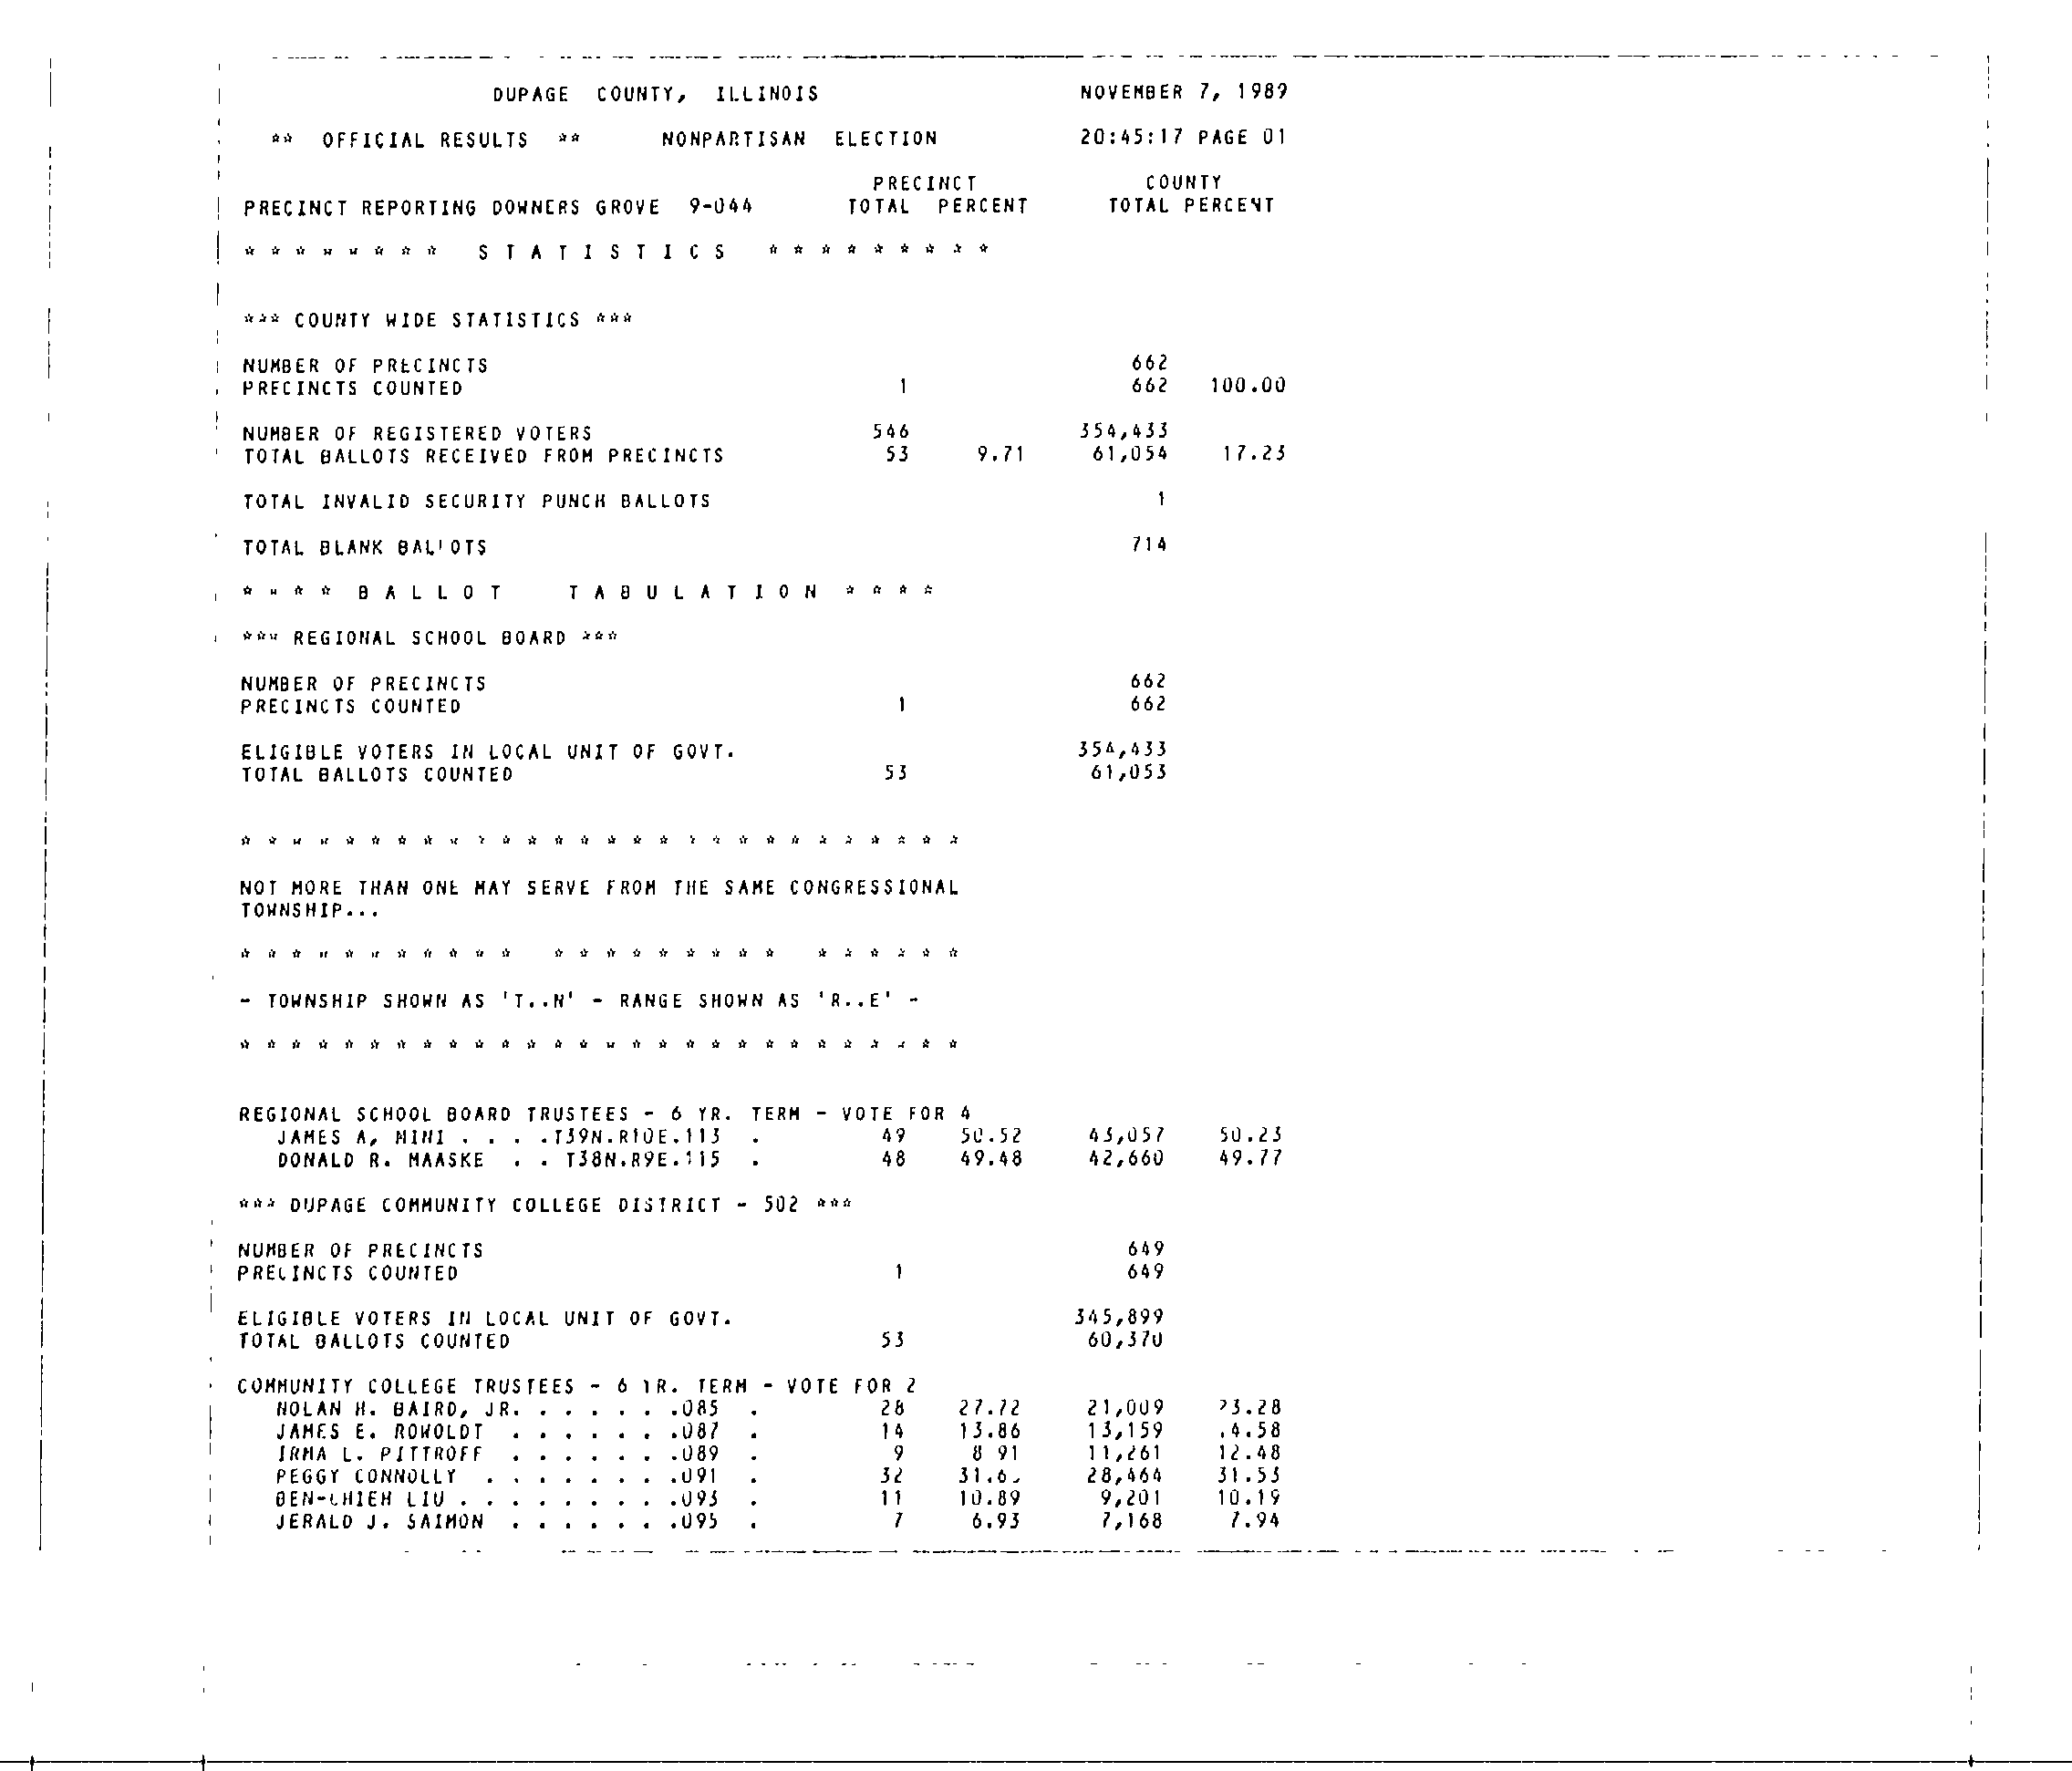 DUPAGE COUNTY, ILLINOIS NOVEMBER 7, 1989
** OFFICIAL RESULTS ** NONPARTISAN ELECTION 20:45:17 PAGE 01
PRECINCT COUNTY
PRECINCT REPORTING DOWNERS GROVE 9-044 TOTAL PERCENT TOTAL PERCENT
* * * * * * * * S T A T I S T I C S * * * * * * * * *
*** COUNTY WIDE STATISTICS ***
NUMBER OF PRECINCTS 662
PRECINCTS COUNTED 1 662 100.00
NUMBER OF REGISTERED VOTERS 546 354,433
TOTAL BALLOTS RECEIVED FROM PRECINCTS 53 9.71 61,054 17.23
TOTAL INVALID SECURITY PUNCH BALLOTS 1
TOTAL BLANK BALLOTS 714
* * * * B A L L O T T A B U L A T I O N * * * *
*** REGIONAL SCHOOL BOARD ***
NUMBER OF PRECINCTS 662
PRECINCTS COUNTED 1 662
ELIGIBLE VOTERS IN LOCAL UNIT OF GOVT. 354,433
TOTAL BALLOTS COUNTED 53 61,053
* * * * * * * * * * * * * * * * * * * * * * * * * * * *
NOT MORE THAN ONE MAY SERVE FROM THE SAME CONGRESSIONAL
TOWNSHIP...
* * * * * * * * * * * * * * * * * * * * * * * * * *
- TOWNSHIP SHOWN AS 'T..N' - RANGE SHOWN AS 'R..E' -
* * * * * * * * * * * * * * * * * * * * * * * * * * * *
REGIONAL SCHOOL BOARD TRUSTEES - 6 YR. TERM - VOTE FOR 4
JAMES A. MINI . . . .T39N.R10E.113 . 49 50.52 43,057 50.23
DONALD R. MAASKE . . T38N.R9E.115 . 48 49.48 42,660 49.77
*** DUPAGE COMMUNITY COLLEGE DISTRICT - 502 ***
NUMBER OF PRECINCTS 649
PRECINCTS COUNTED 1 649
ELIGIBLE VOTERS IN LOCAL UNIT OF GOVT. 345,899
TOTAL BALLOTS COUNTED 53 60,370
COMMUNITY COLLEGE TRUSTEES - 6 YR. TERM - VOTE FOR 2
NOLAN H. BAIRD, JR. . . . . . .085 . 28 27.72 21,009 23.28
JAMES E. ROWOLDT . . . . . . .087 . 14 13.86 13,159 .4.58
IRMA L. PITTROFF . . . . . . .089 . 9 8 91 11,261 12.48
PEGGY CONNOLLY . . . . . . . .091 . 32 31.6 28,464 31.53
BEN-CHIEH LIU . . . . . . . . .093 . 11 10.89 9,201 10.19
JERALD J. SAIMON . . . . . . .095 . 7 6.93 7,168 7.94